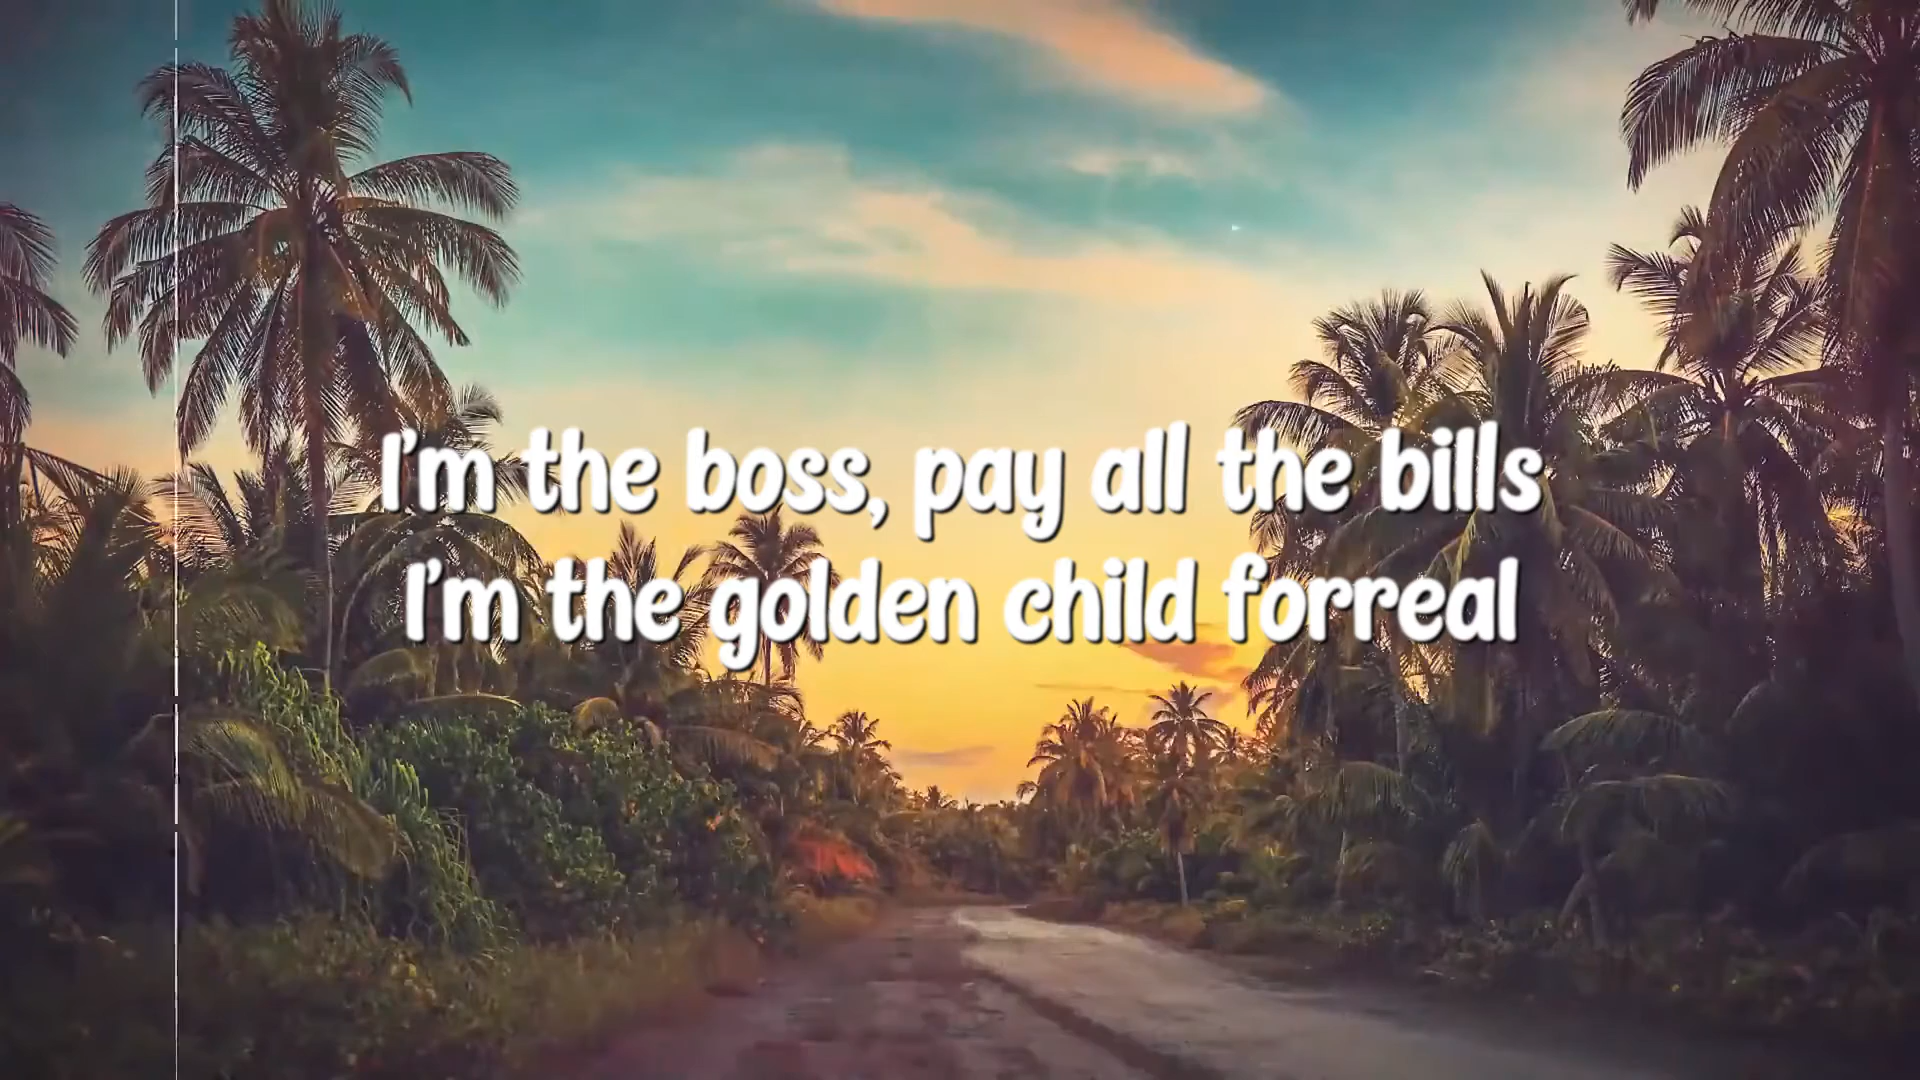 I'm the boss, pay all the bills
I'm the golden child forreal